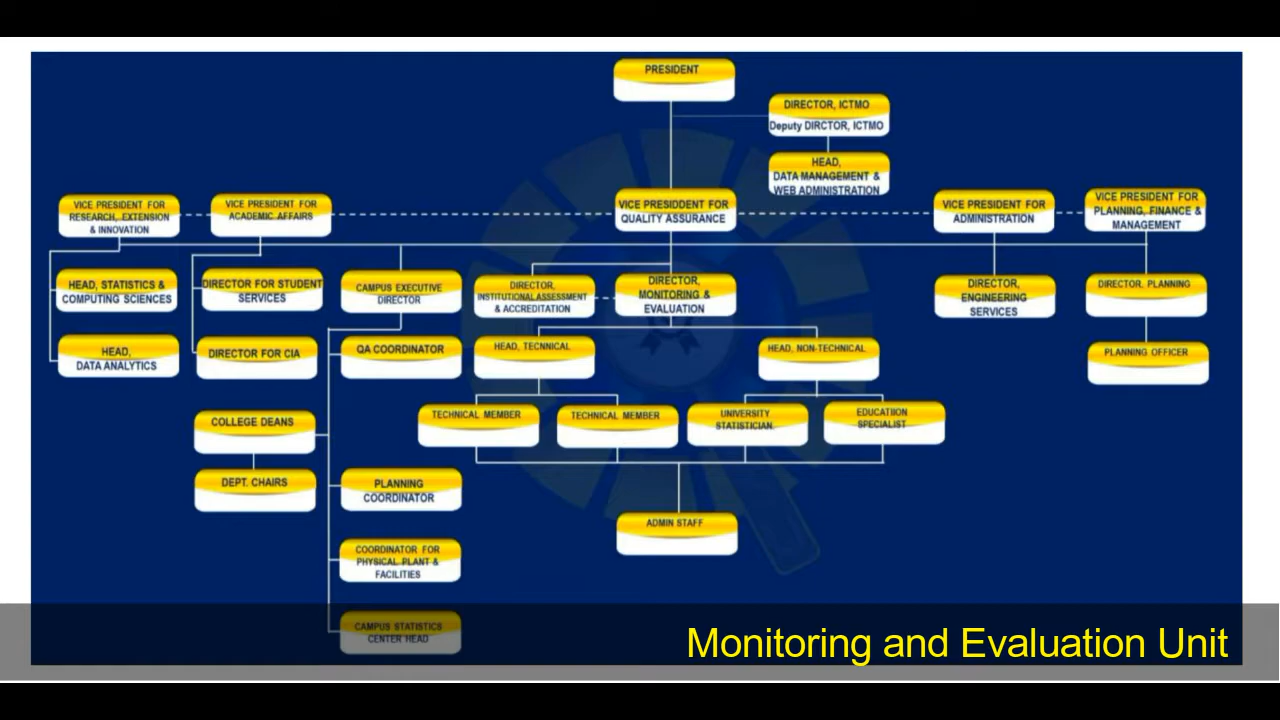 PRESIDENT
DIRECTOR, ICTMO
Deputy DIRCTOR, ICTMO
HEAD,
DATA MANAGEMENT &
WEB ADMINISTRATION
VICE PRESIDENT FOR
RESEARCH, EXTENSION
& INNOVATION
VICE PRESIDENT FOR
ACADEMIC AFFAIRS
VICE PRESIDDENT FOR
QUALITY ASSURANCE
VICE PRESIDENT FOR
ADMINISTRATION
VICE PRESIDENT FOR
PLANNING, FINANCE &
MANAGEMENT
HEAD, STATISTICS &
COMPUTING SCIENCES
DIRECTOR FOR STUDENT
SERVICES
CAMPUS EXECUTIVE
DIRECTOR
DIRECTOR,
INSTITUTIONAL ASSESSMENT
& ACCREDITATION
DIRECTOR,
MONITORING &
EVALUATION
DIRECTOR,
ENGINEERING
SERVICES
DIRECTOR, PLANNING
HEAD,
DATA ANALYTICS
DIRECTOR FOR CIA
QA COORDINATOR
HEAD, TECNICAL
HEAD, NON-TECHNICAL
PLANNING OFFICER
COLLEGE DEANS
TECHNICAL MEMBER
TECHNICAL MEMBER
UNIVERSITY
STATISTICIAN.
EDUCATIION
SPECIALIST
DEPT. CHAIRS
PLANNING
COORDINATOR
ADMIN STAFF
COORDINATOR FOR
PHYSICAL PLANT &
FACILITIES
CAMPUS STATISTICS
CENTER HEAD
Monitoring and Evaluation Unit